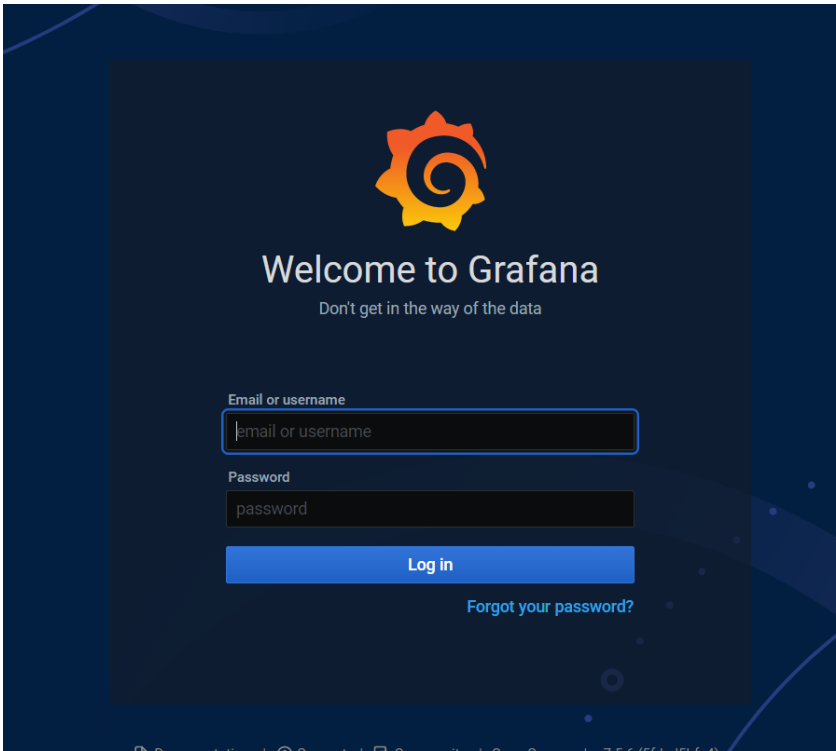 Welcome to Grafana
Don't get in the way of the data
Email or username
email or username
Password
password
Log in
Forgot your password?